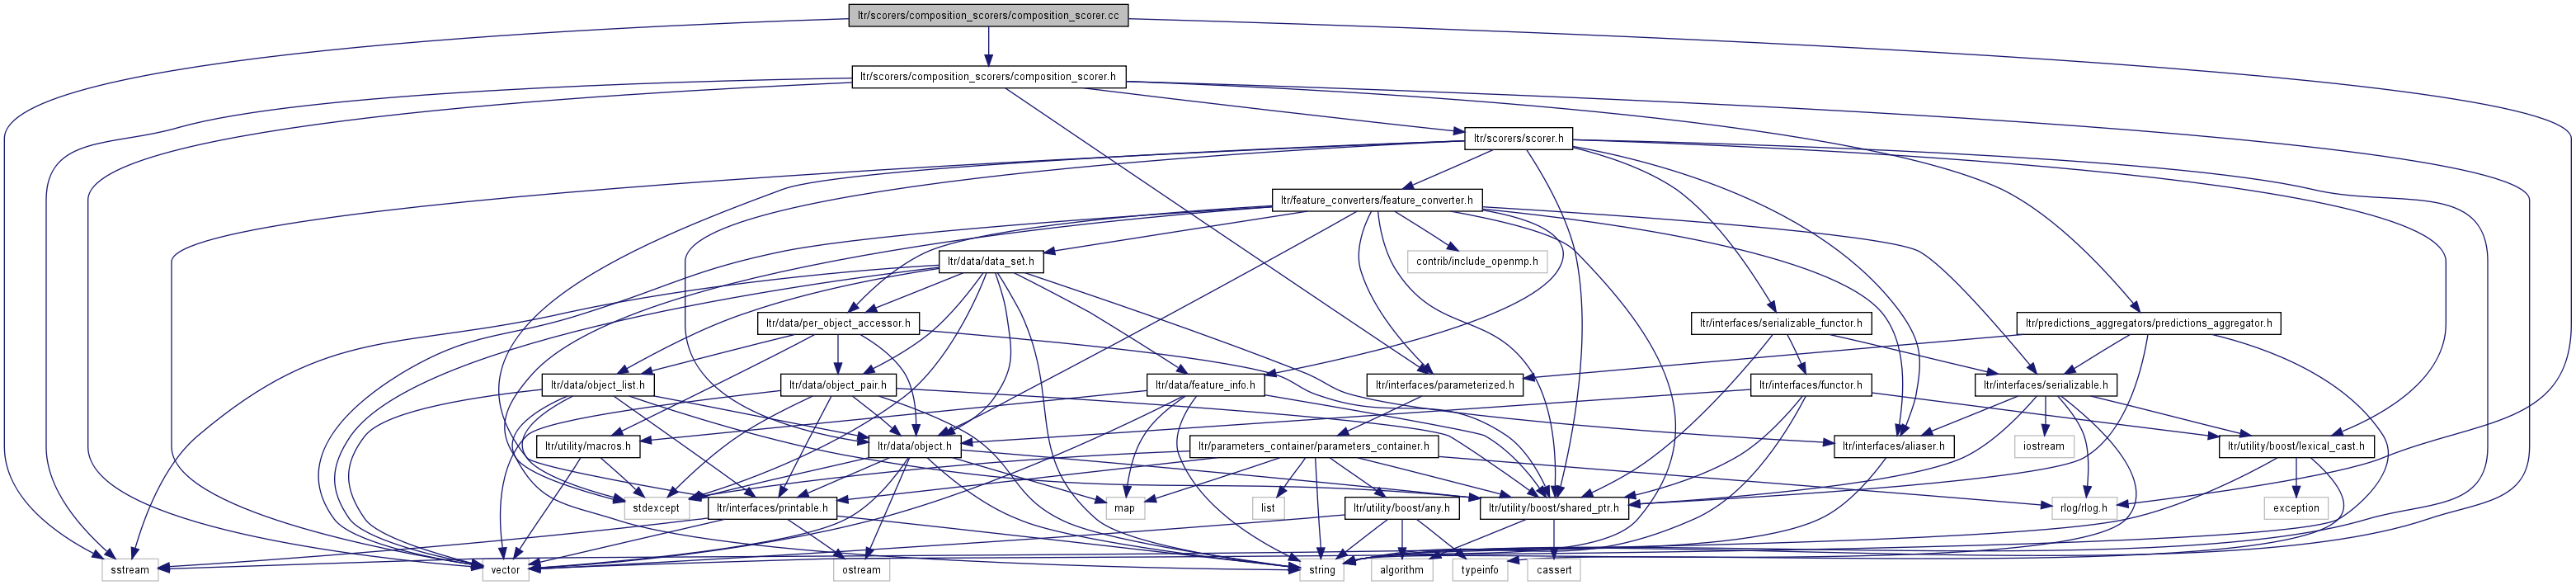 ltr/scorers/composition_scorers/composition_scorer.cc
ltr/scorers/composition_scorers/composition_scorer.h
ltr/scorers/scorer.h
ltr/feature_converters/feature_converter.h
ltr/data/data_set.h
contrib/include_openmp.h
ltr/data/per_object_accessor.h
ltr/interfaces/serializable_functor.h
ltr/predictions_aggregators/predictions_aggregator.h
ltr/data/object_list.h
ltr/data/object_pair.h
ltr/data/feature_info.h
ltr/interfaces/parameterized.h
ltr/interfaces/functor.h
ltr/interfaces/serializable.h
ltr/utility/macros.h
ltr/data/object.h
ltr/parameters_container/parameters_container.h
ltr/interfaces/aliaser.h
iostream
ltr/utility/boost/lexical_cast.h
stdexcept
ltr/interfaces/printable.h
map
list
ltr/utility/boost/any.h
ltr/utility/boost/shared_ptr.h
rlog/rlog.h
exception
sstream
vector
ostream
string
algorithm
typeinfo
cassert